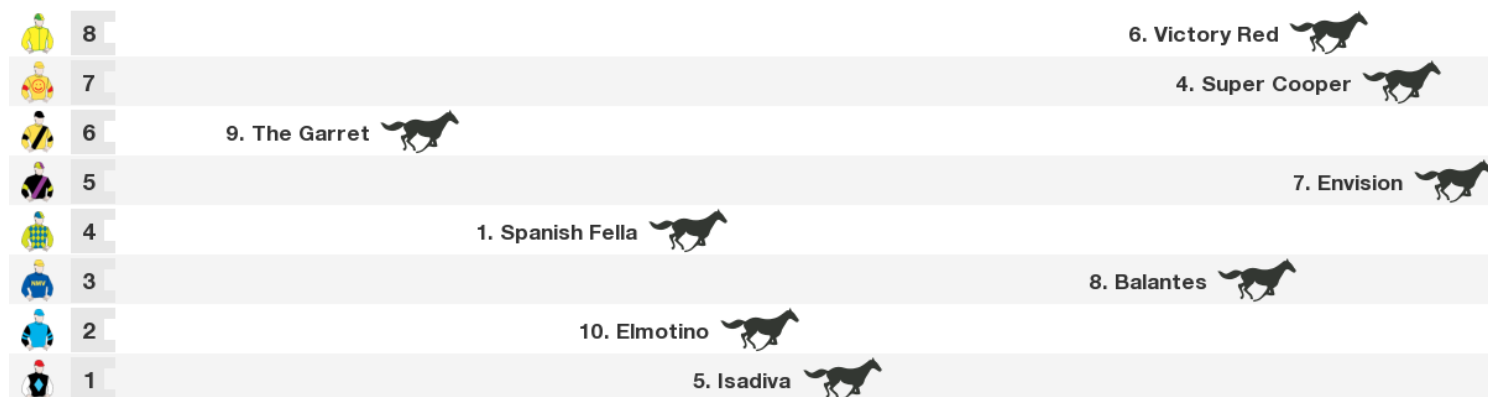 8 6. Victory Red
7 4. Super Cooper
6 9. The Garret
5 7. Envision
4 1. Spanish Fella
3 NMV 8. Balantes
2 10. Elmotino
1 5. Isadiva